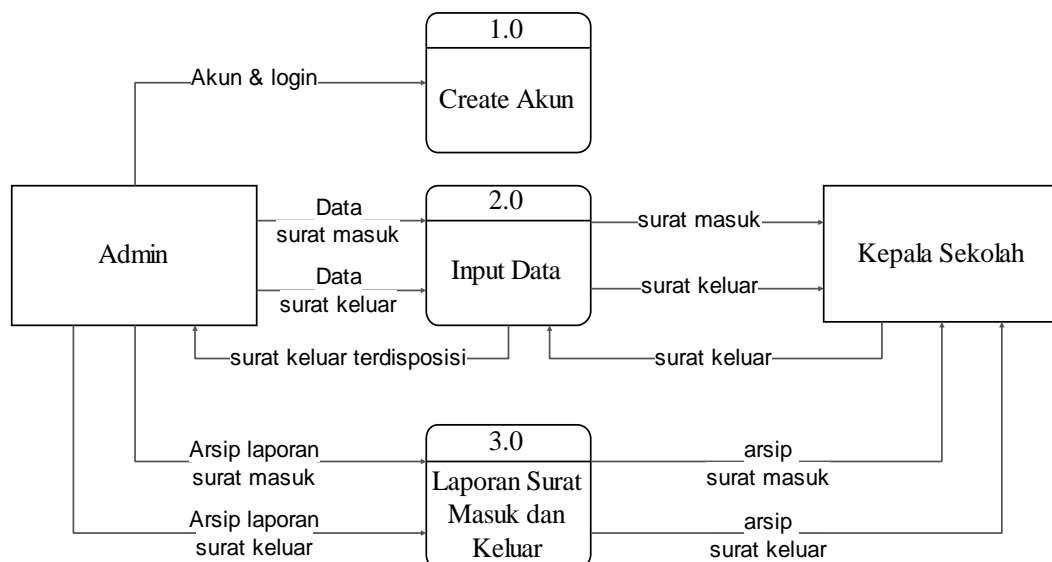 1.0
Akun & login
Create Akun
Data
surat masuk
2.0
surat masuk
Admin
Input Data
Kepala Sekolah
Data
surat keluar
surat keluar
surat keluar terdisposisi
surat keluar
3.0
Arsip laporan
surat masuk
arsip
surat masuk
Laporan Surat
Masuk dan
Keluar
Arsip laporan
surat keluar
arsip
surat keluar